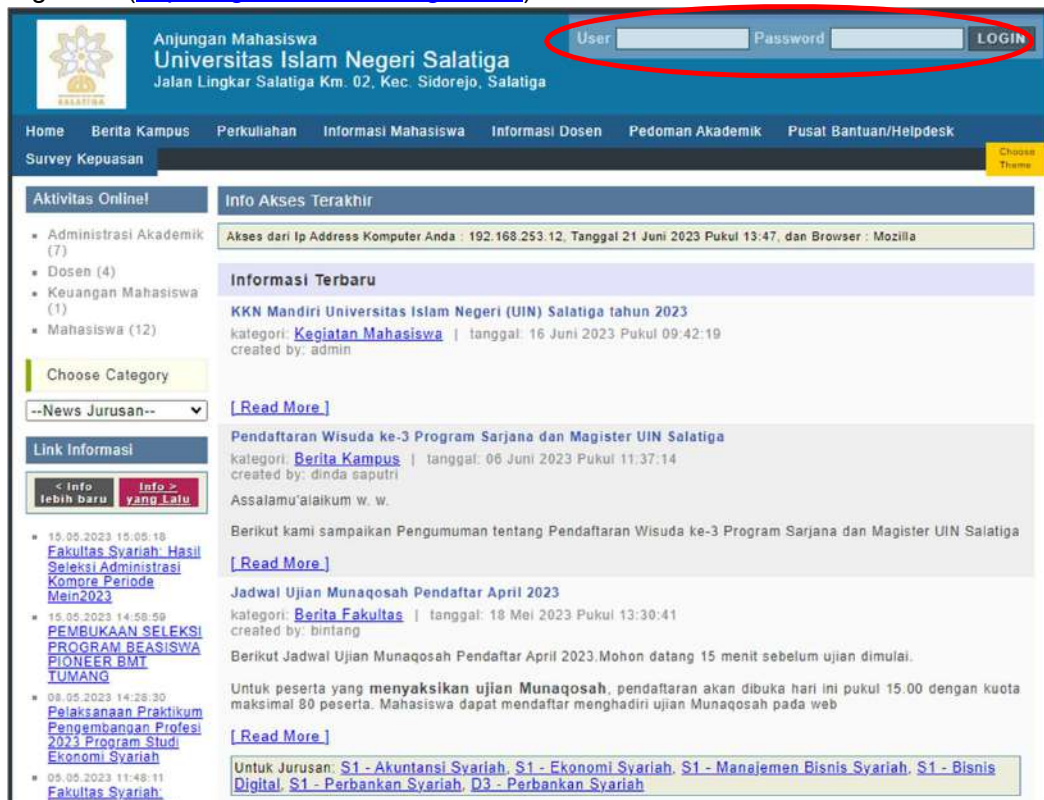 User Password LOGIN
Anjungan Mahasiswa
Universitas Islam Negeri Salatiga
Jalan Lingkar Salatiga Km. 02, Kec. Sidorejo, Salatiga
SALATIGA
Home Berita Kampus Perkuliahan Informasi Mahasiswa Informasi Dosen Pedoman Akademik Pusat Bantuan/Helpdesk
Survey Kepuasan
Choose
Theme
Aktivitas Online!
Administrasi Akademik
(7)
Dosen (4)
Keuangan Mahasiswa
(1)
Mahasiswa (12)
Choose Category
--News Jurusan--
Link Informasi
< Info
lebih baru
Info >
yang Lalu
15.05.2023 15:05:18
Fakultas Syariah: Hasil
Seleksi Administrasi
Kompre Periode
Mein2023
15.05.2023 14:58:59
PEMBUKAAN SELEKSI
PROGRAM BEASISWA
PIONEER BMT
TUMANG
08.05.2023 14:28:30
Pelaksanaan Praktikum
Pengembangan Profesi
2023 Program Studi
Ekonomi Syariah
05.05.2023 11:48:11
Fakultas Syariah:
Info Akses Terakhir
Akses dari Ip Address Komputer Anda : 192.168.253.12, Tanggal 21 Juni 2023 Pukul 13:47, dan Browser : Mozilla
Informasi Terbaru
KKN Mandiri Universitas Islam Negeri (UIN) Salatiga tahun 2023
kategori: Kegiatan Mahasiswa | tanggal: 16 Juni 2023 Pukul 09:42:19
created by: admin
[ Read More ]
Pendaftaran Wisuda ke-3 Program Sarjana dan Magister UIN Salatiga
kategori: Berita Kampus | tanggal: 06 Juni 2023 Pukul 11:37:14
created by: dinda saputri
Assalamu'alaikum w. w.
Berikut kami sampaikan Pengumuman tentang Pendaftaran Wisuda ke-3 Program Sarjana dan Magister UIN Salatiga
[ Read More ]
Jadwal Ujian Munaqosah Pendaftar April 2023
kategori: Berita Fakultas | tanggal: 18 Mei 2023 Pukul 13:30:41
created by: bintang
Berikut Jadwal Ujian Munaqosah Pendaftar April 2023.Mohon datang 15 menit sebelum ujian dimulai.
Untuk peserta yang menyaksikan ujian Munaqosah, pendaftaran akan dibuka hari ini pukul 15.00 dengan kuota
maksimal 80 peserta. Mahasiswa dapat mendaftar menghadiri ujian Munaqosah pada web
[ Read More ]
Untuk Jurusan: S1 - Akuntansi Syariah, S1 - Ekonomi Syariah, S1 - Manajemen Bisnis Syariah, S1 - Bisnis
Digital, S1 - Perbankan Syariah, D3 - Perbankan Syariah